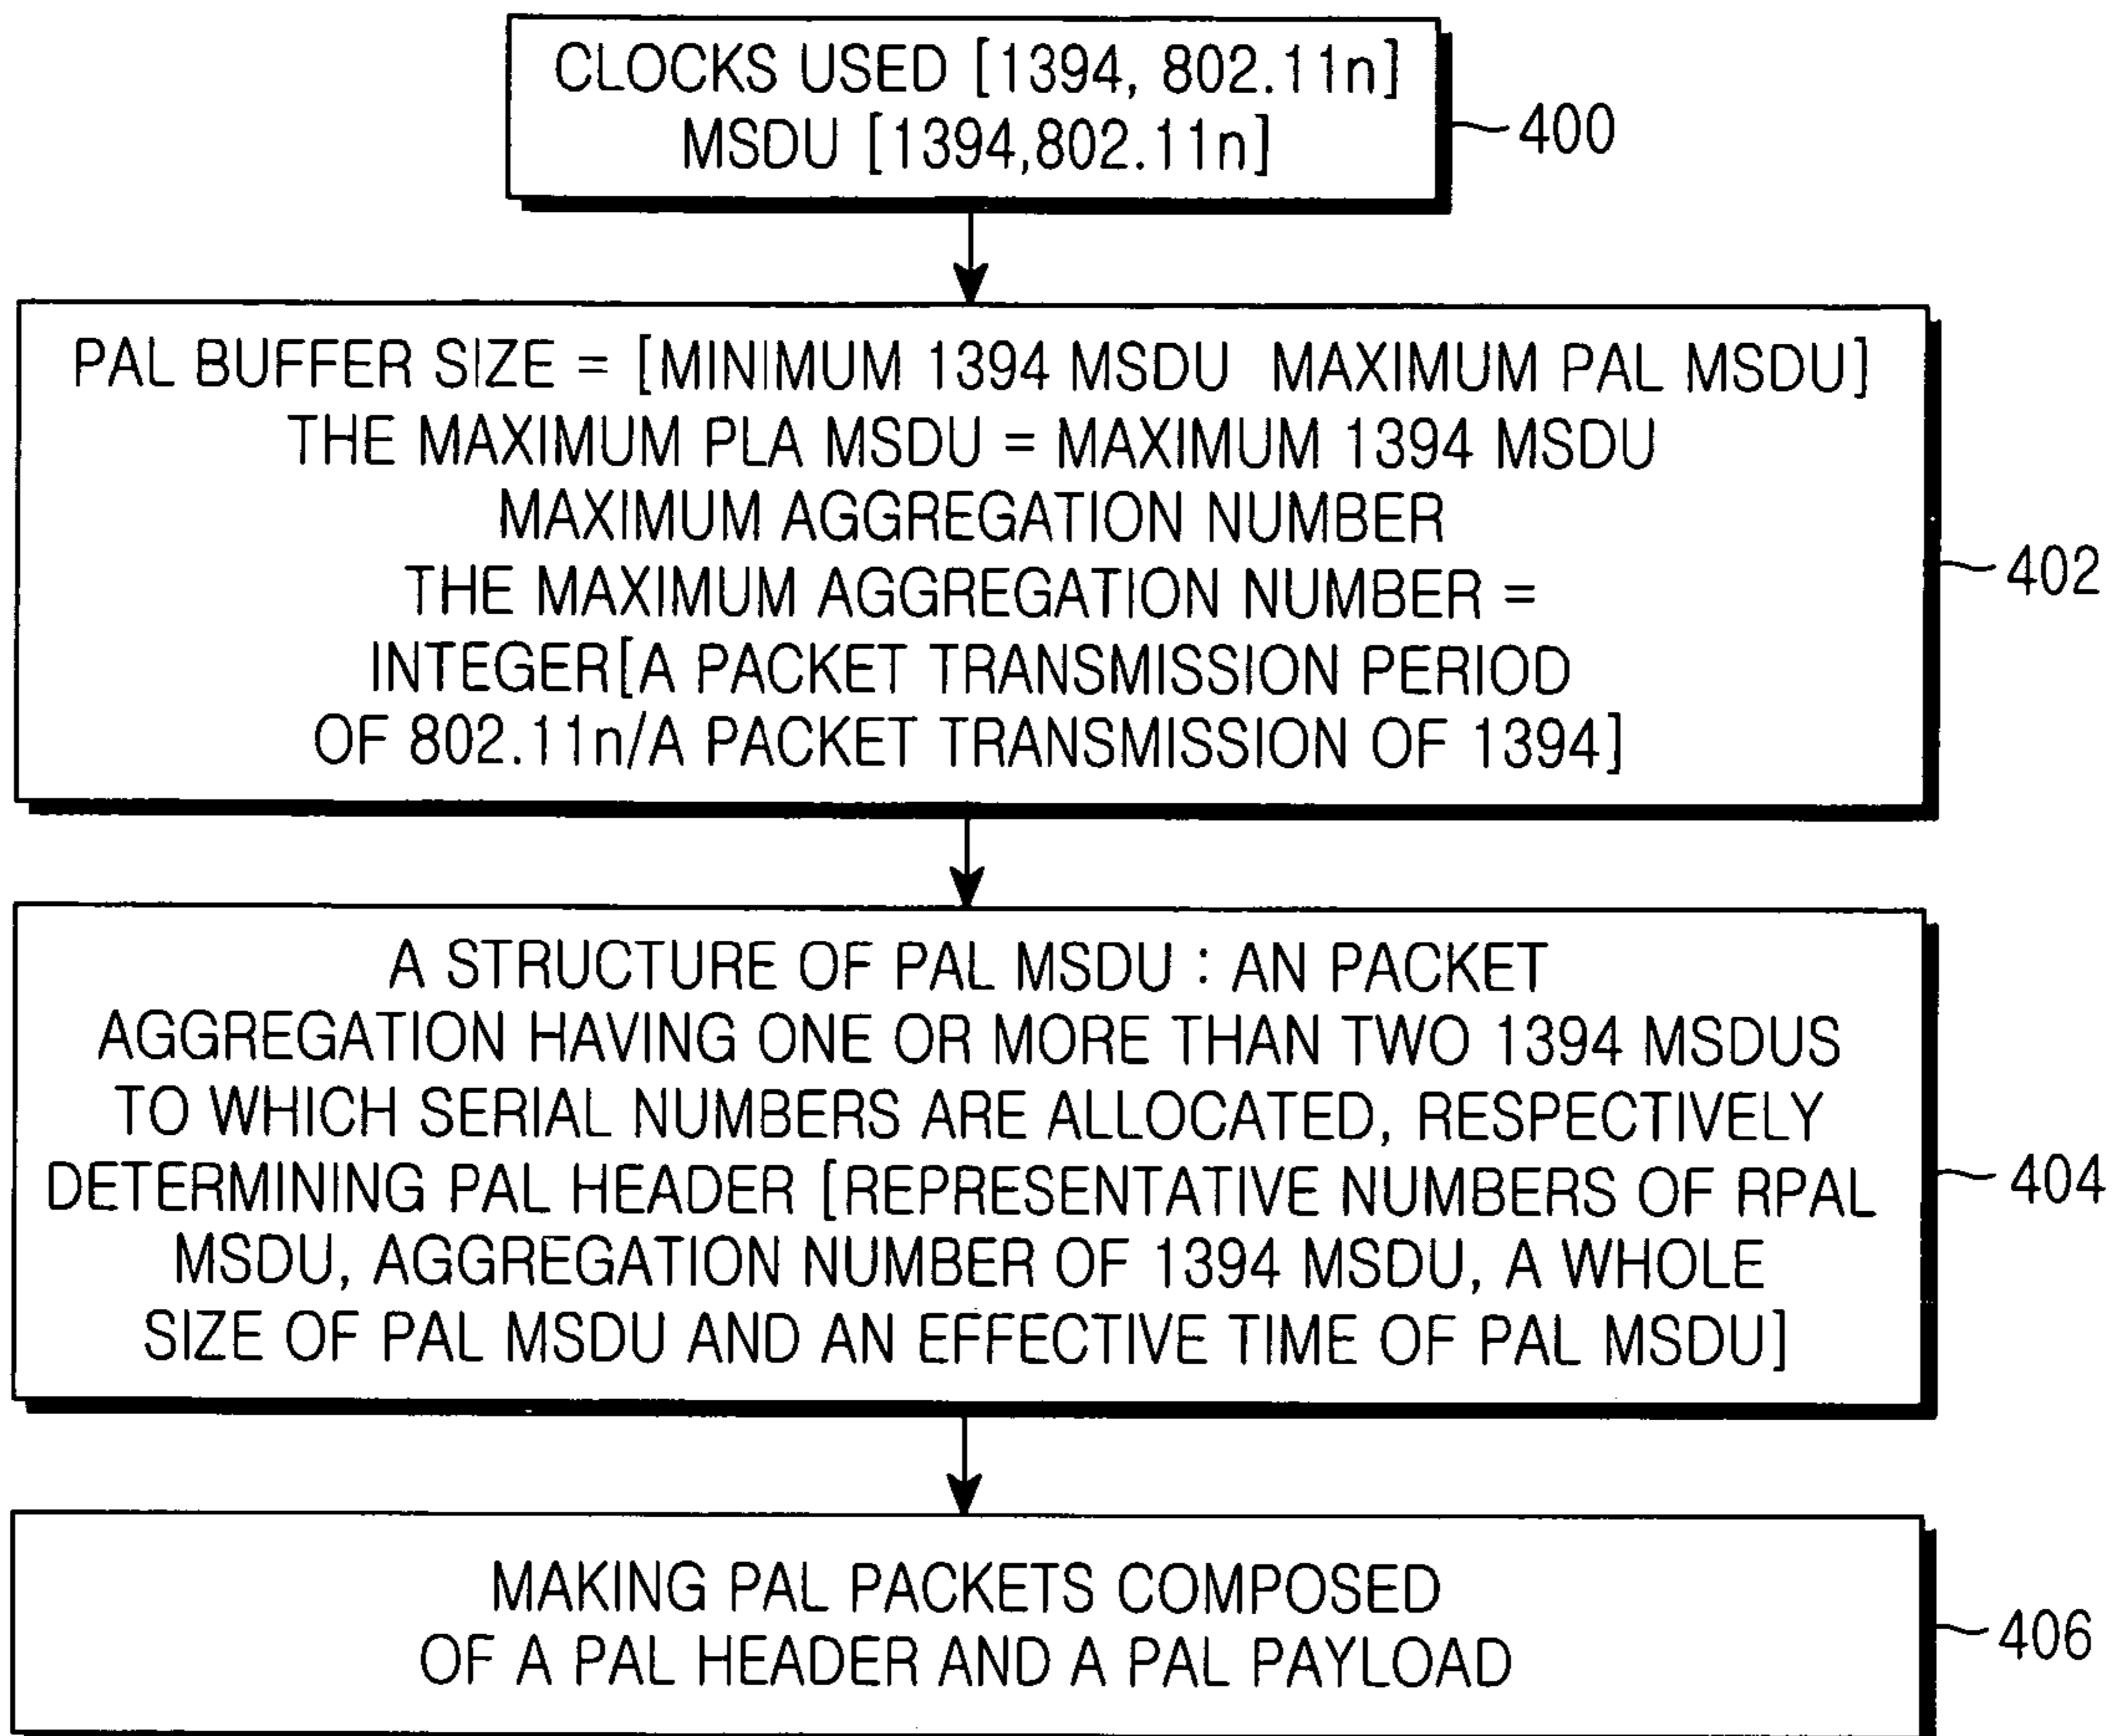 CLOCKS USED [1394, 802.11n]
MSDU [1394,802.11n]
400
PAL BUFFER SIZE = [MINIMUM 1394 MSDU MAXIMUM PAL MSDU]
THE MAXIMUM PLA MSDU = MAXIMUM 1394 MSDU
MAXIMUM AGGREGATION NUMBER
THE MAXIMUM AGGREGATION NUMBER =
INTEGER[A PACKET TRANSMISSION PERIOD
OF 802.11n/A PACKET TRANSMISSION OF 1394]
402
A STRUCTURE OF PAL MSDU : AN PACKET
AGGREGATION HAVING ONE OR MORE THAN TWO 1394 MSDUS
TO WHICH SERIAL NUMBERS ARE ALLOCATED, RESPECTIVELY
DETERMINING PAL HEADER [REPRESENTATIVE NUMBERS OF RPAL
MSDU, AGGREGATION NUMBER OF 1394 MSDU, A WHOLE
SIZE OF PAL MSDU AND AN EFFECTIVE TIME OF PAL MSDU]
404
MAKING PAL PACKETS COMPOSED
OF A PAL HEADER AND A PAL PAYLOAD
406